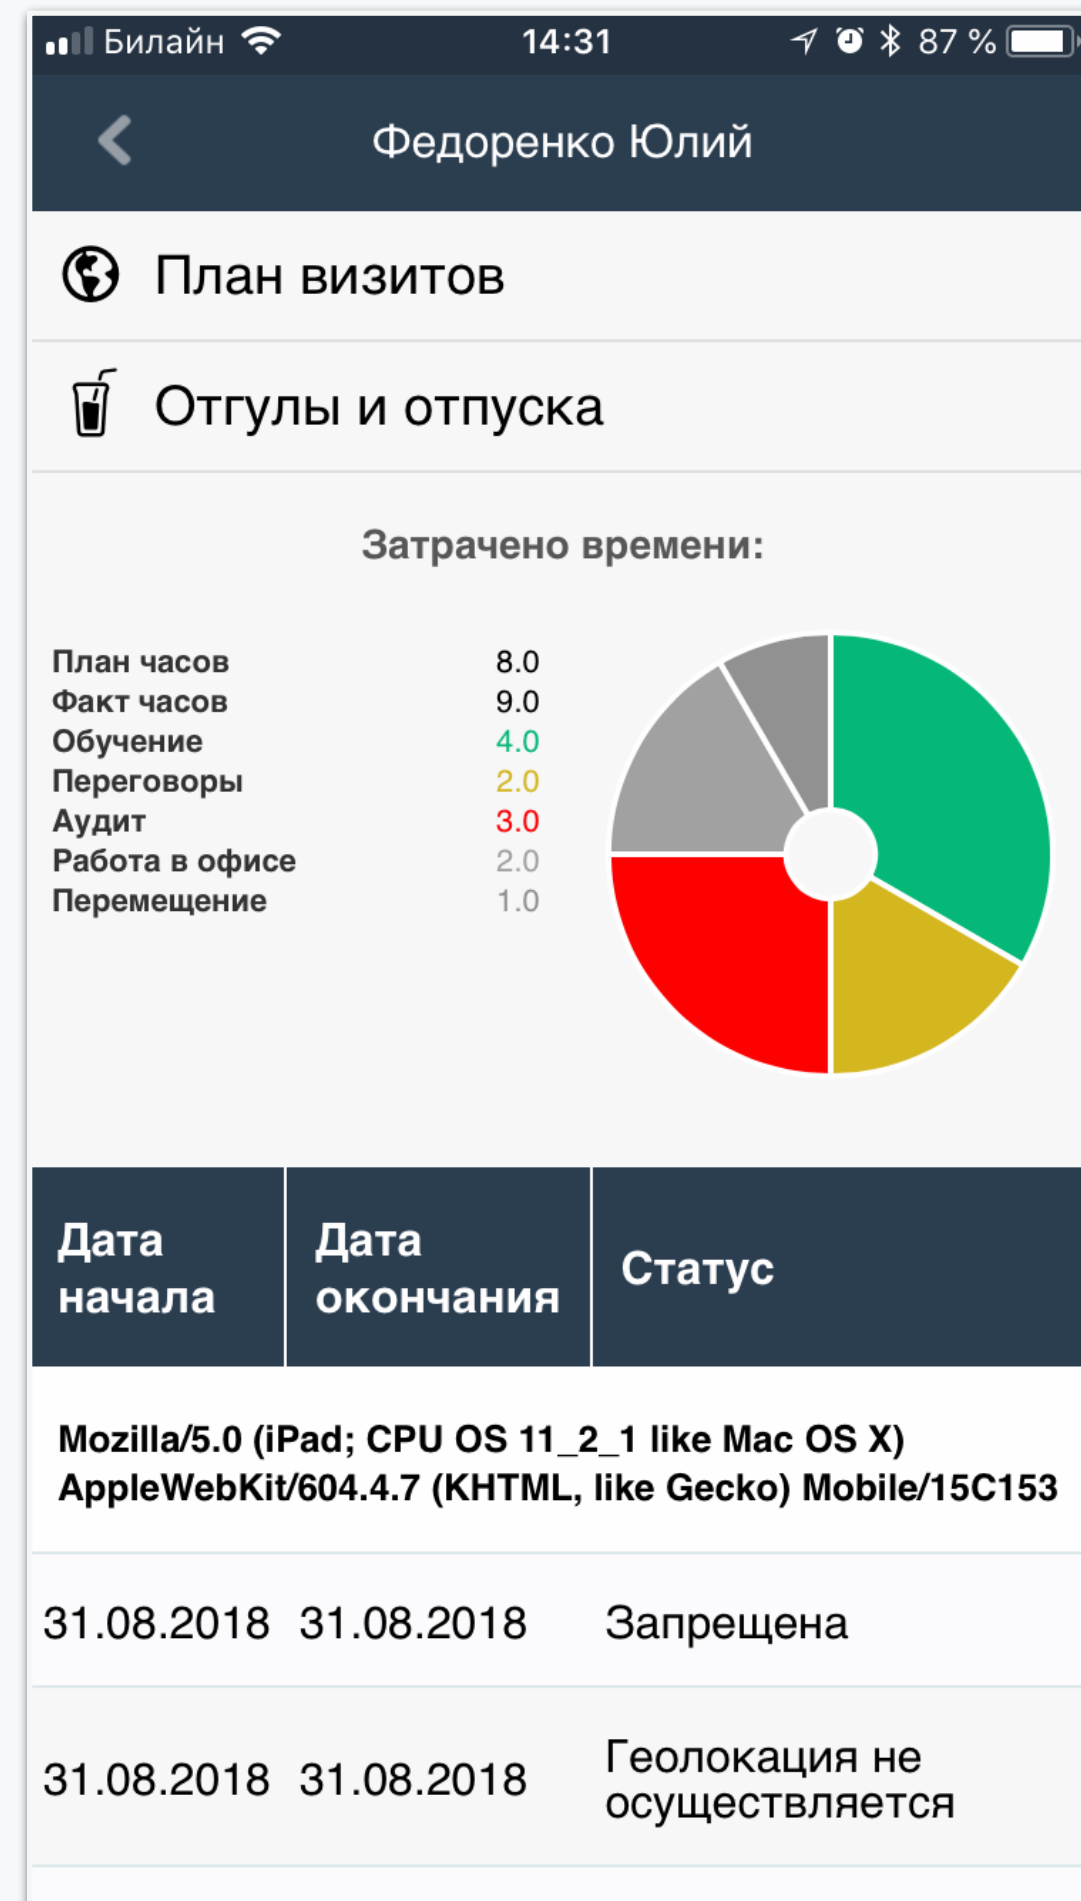 Билайн 14:31 87 %
Федоренко Юлий
План визитов
Отгулы и отпуска
Затрачено времени:
План часов 8.0
Факт часов 9.0
Обучение 4.0
Переговоры 2.0
Аудит 3.0
Работа в офисе 2.0
Перемещение 1.0
Дата начала
Дата окончания
Статус
Mozilla/5.0 (iPad; CPU OS 11_2_1 like Mac OS X)
AppleWebKit/604.4.7 (KHTML, like Gecko) Mobile/15C153
31.08.2018 31.08.2018 Запрещена
31.08.2018 31.08.2018 Геолокация не
осуществляется